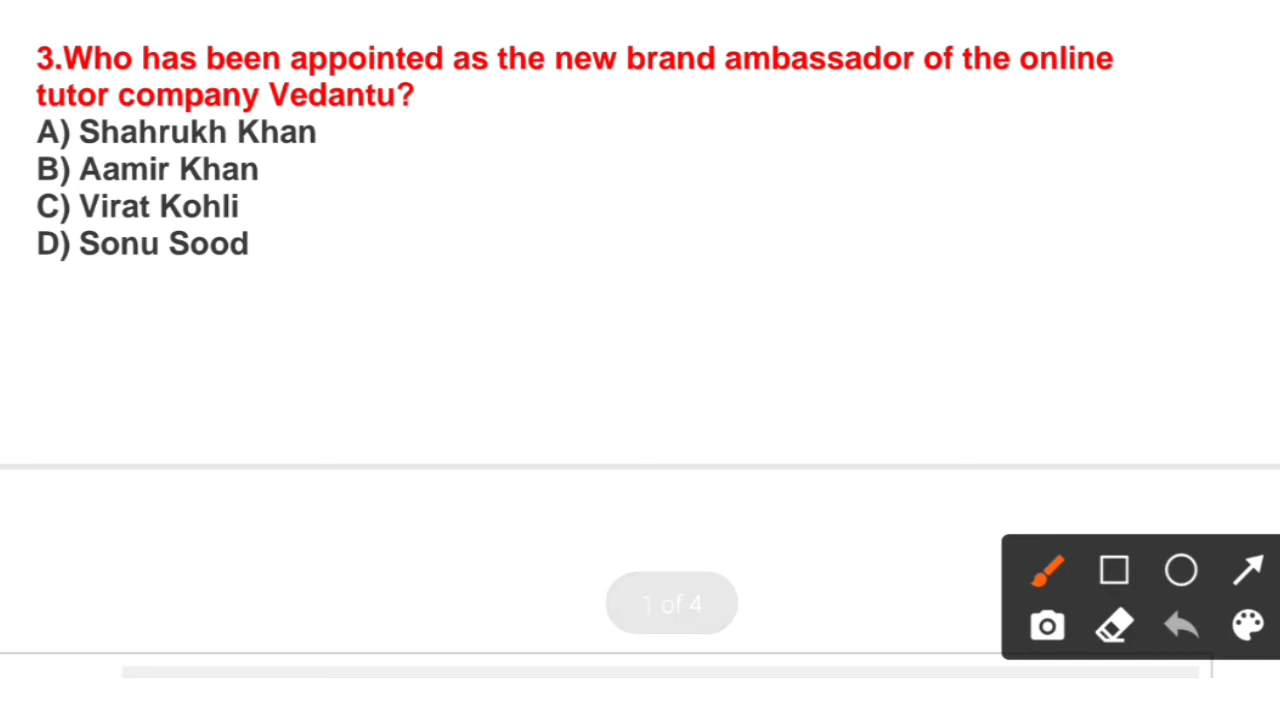 3.Who has been appointed as the new brand ambassador of the online
tutor company Vedantu?
A) Shahrukh Khan
B) Aamir Khan
C) Virat Kohli
D) Sonu Sood
1 of 4